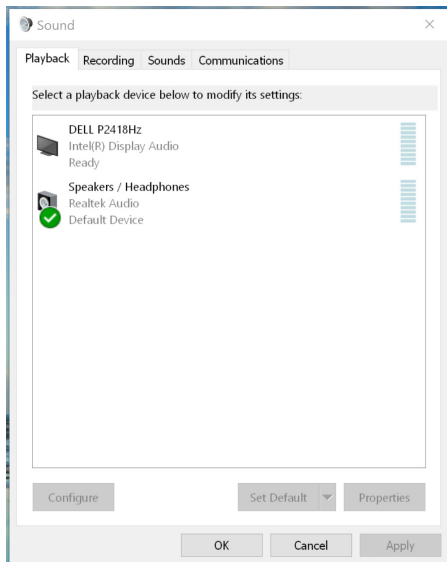 Sound
Playback Recording Sounds Communications
Select a playback device below to modify its settings:
DELL P2418Hz
Intel(R) Display Audio
Ready
Speakers / Headphones
Realtek Audio
Default Device
Configure Set Default Properties
OK Cancel Apply